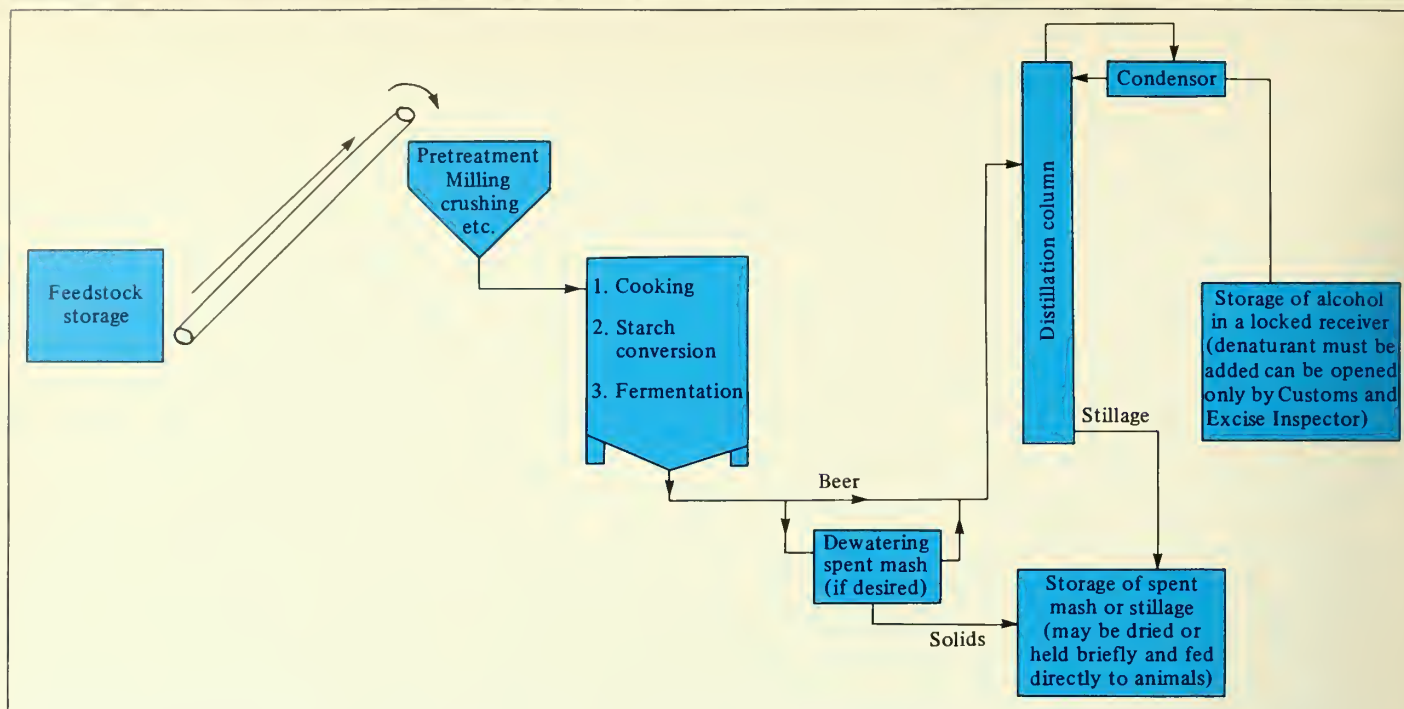 Feedstock
storage
Pretreatment
Milling
crushing
etc.
1. Cooking
2. Starch
conversion
3. Fermentation
Beer
Dewatering
spent mash
(if desired)
Solids
Distillation column
Condensor
Storage of alcohol
in a locked receiver
(denaturant must be
added can be opened
only by Customs and
Excise Inspector)
Stillage
Storage of spent
mash or stillage
(may be dried or
held briefly and fed
directly to animals)